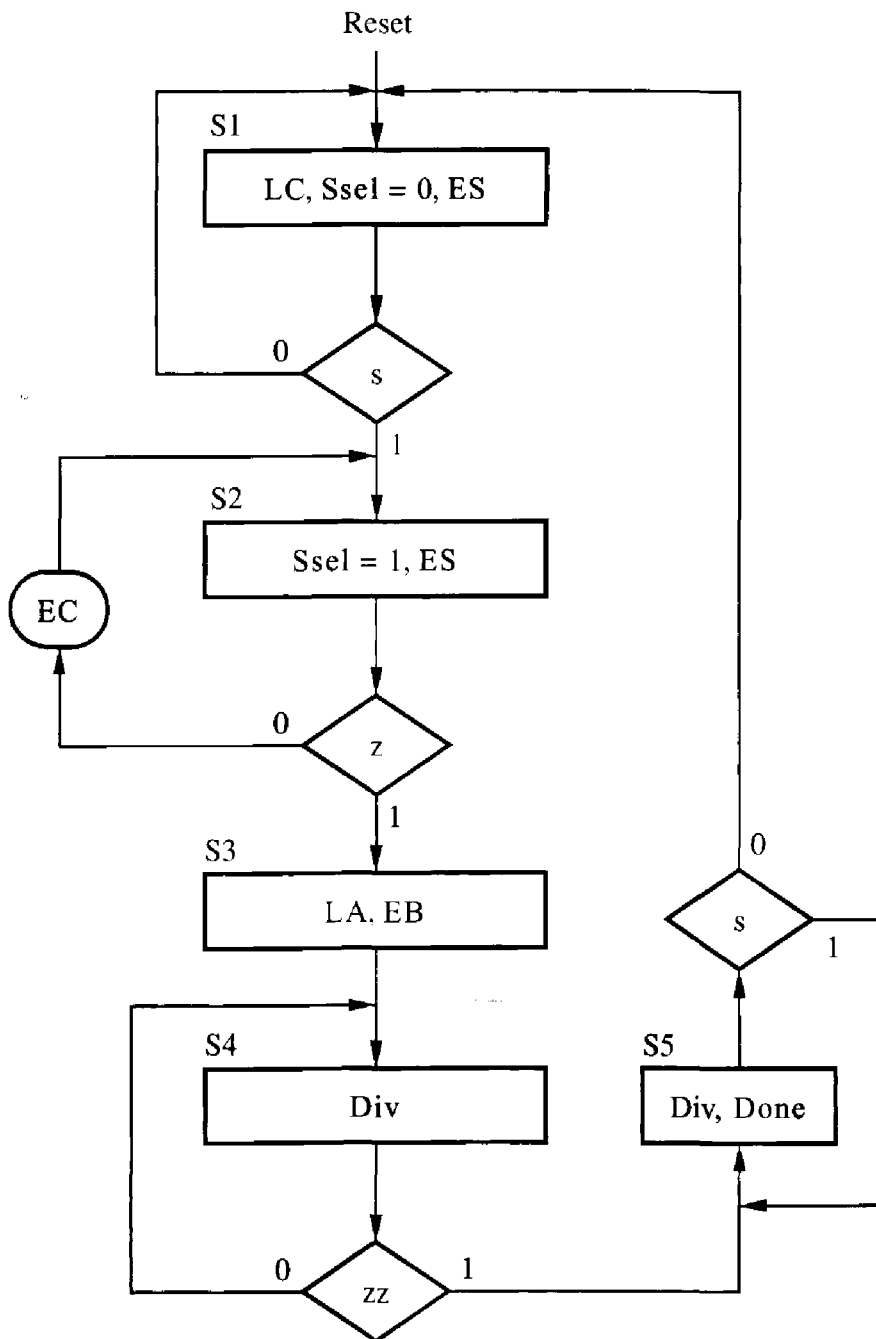 Reset
S1
LC, Ssel = 0, ES
0
s
1
S2
Ssel = 1, ES
EC
0
z
1
S3
LA, EB
0
s
1
S4
Div
S5
Div, Done
0
zz
1